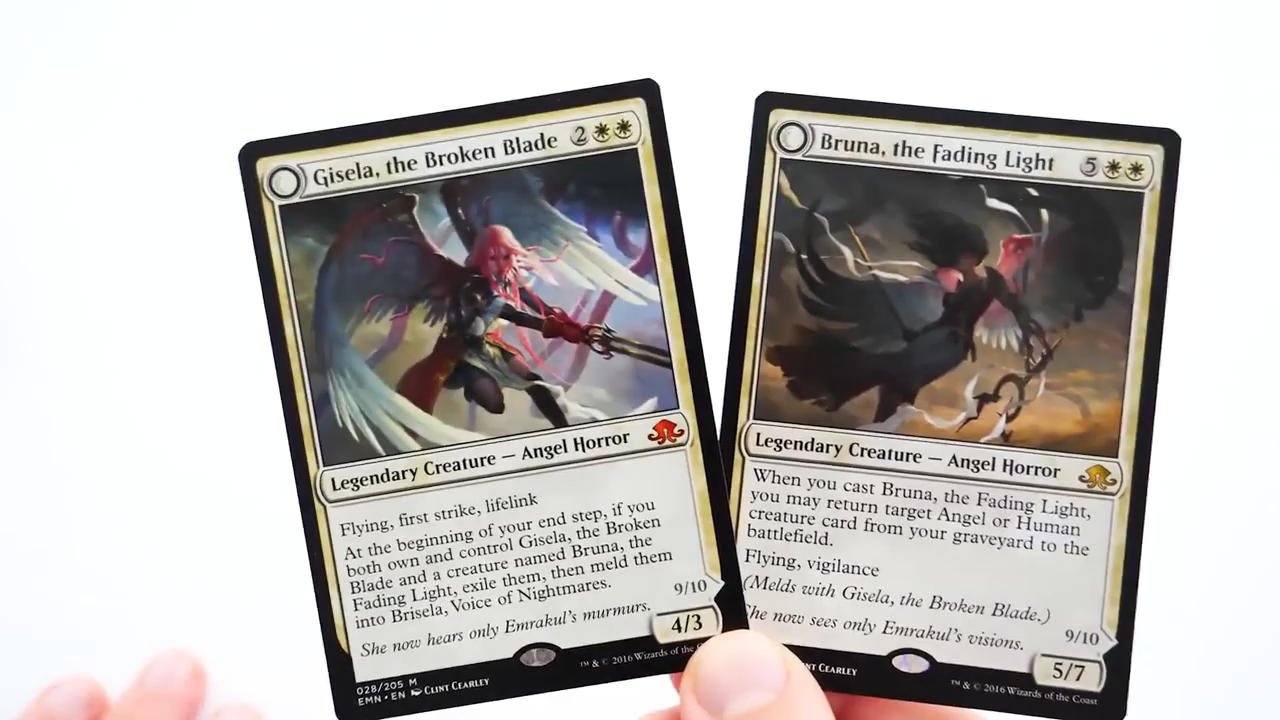 Gisela, the Broken Blade 2
Legendary Creature — Angel Horror
Flying, first strike, lifelink
At the beginning of your end step, if you
both own and control Gisela, the Broken
Blade and a creature named Bruna, the
Fading Light, exile them, then meld them
into Brisela, Voice of Nightmares.
She now hears only Emrakul's murmurs.
9/10
4/3
028/205 M
EMN • EN CLINT CEARLEY
™ & © 2016 Wizards of the
Bruna, the Fading Light 5
Legendary Creature — Angel Horror
When you cast Bruna, the Fading Light,
you may return target Angel or Human
creature card from your graveyard to the
battlefield.
Flying, vigilance
(Melds with Gisela, the Broken Blade.)
She now sees only Emrakul's visions.
9/10
5/7
CEARLEY
™ & © 2016 Wizards of the Coast